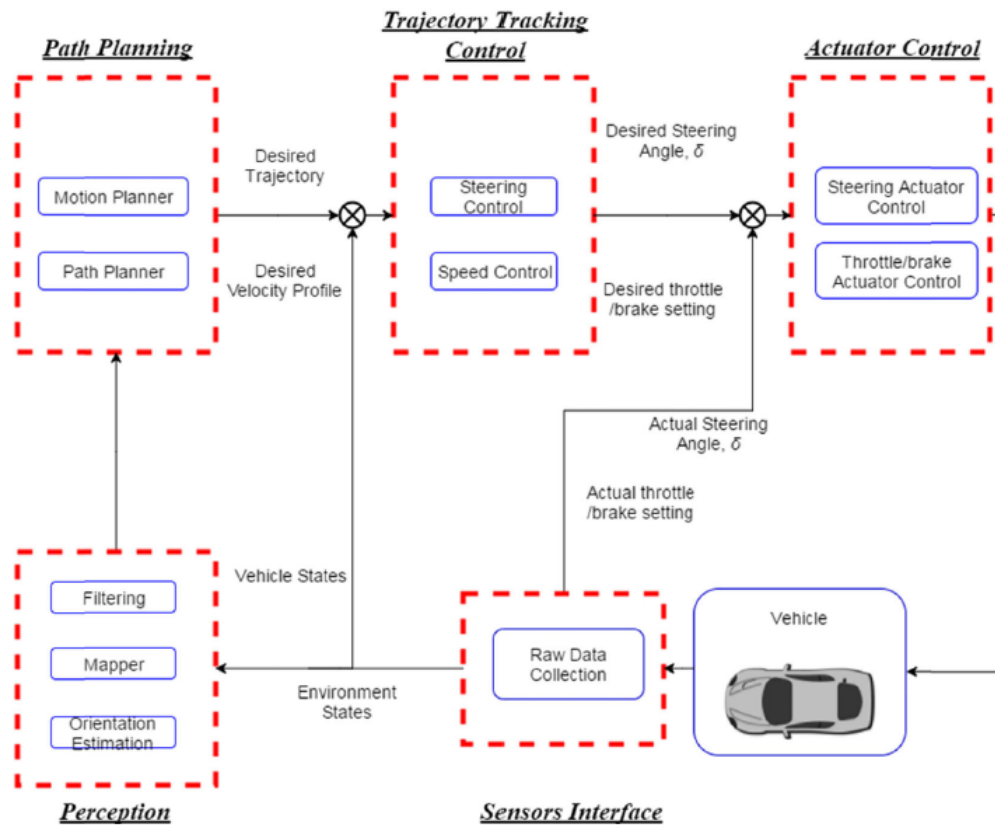 Path Planning
Trajectory Tracking
Control
Actuator Control
Motion Planner
Path Planner
Desired
Trajectory
Desired
Velocity Profile
Steering
Control
Speed Control
Desired Steering
Angle, δ
Desired throttle
/brake setting
Steering Actuator
Control
Throttle/brake
Actuator Control
Actual Steering
Angle, δ
Actual throttle
/brake setting
Vehicle States
Environment
States
Filtering
Mapper
Orientation
Estimation
Raw Data
Collection
Vehicle
Perception
Sensors Interface